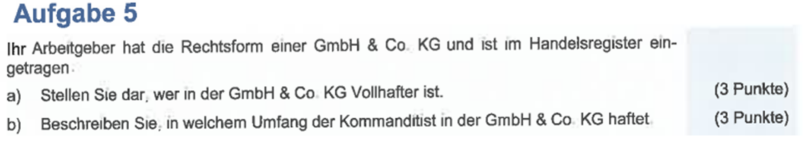 Aufgabe 5
Ihr Arbeitgeber hat die Rechtsform einer GmbH & Co. KG und ist im Handelsregister ein-
getragen.
a) Stellen Sie dar, wer in der GmbH & Co. KG Vollhafter ist. (3 Punkte)
b) Beschreiben Sie, in welchem Umfang der Kommanditist in der GmbH & Co. KG haftet. (3 Punkte)